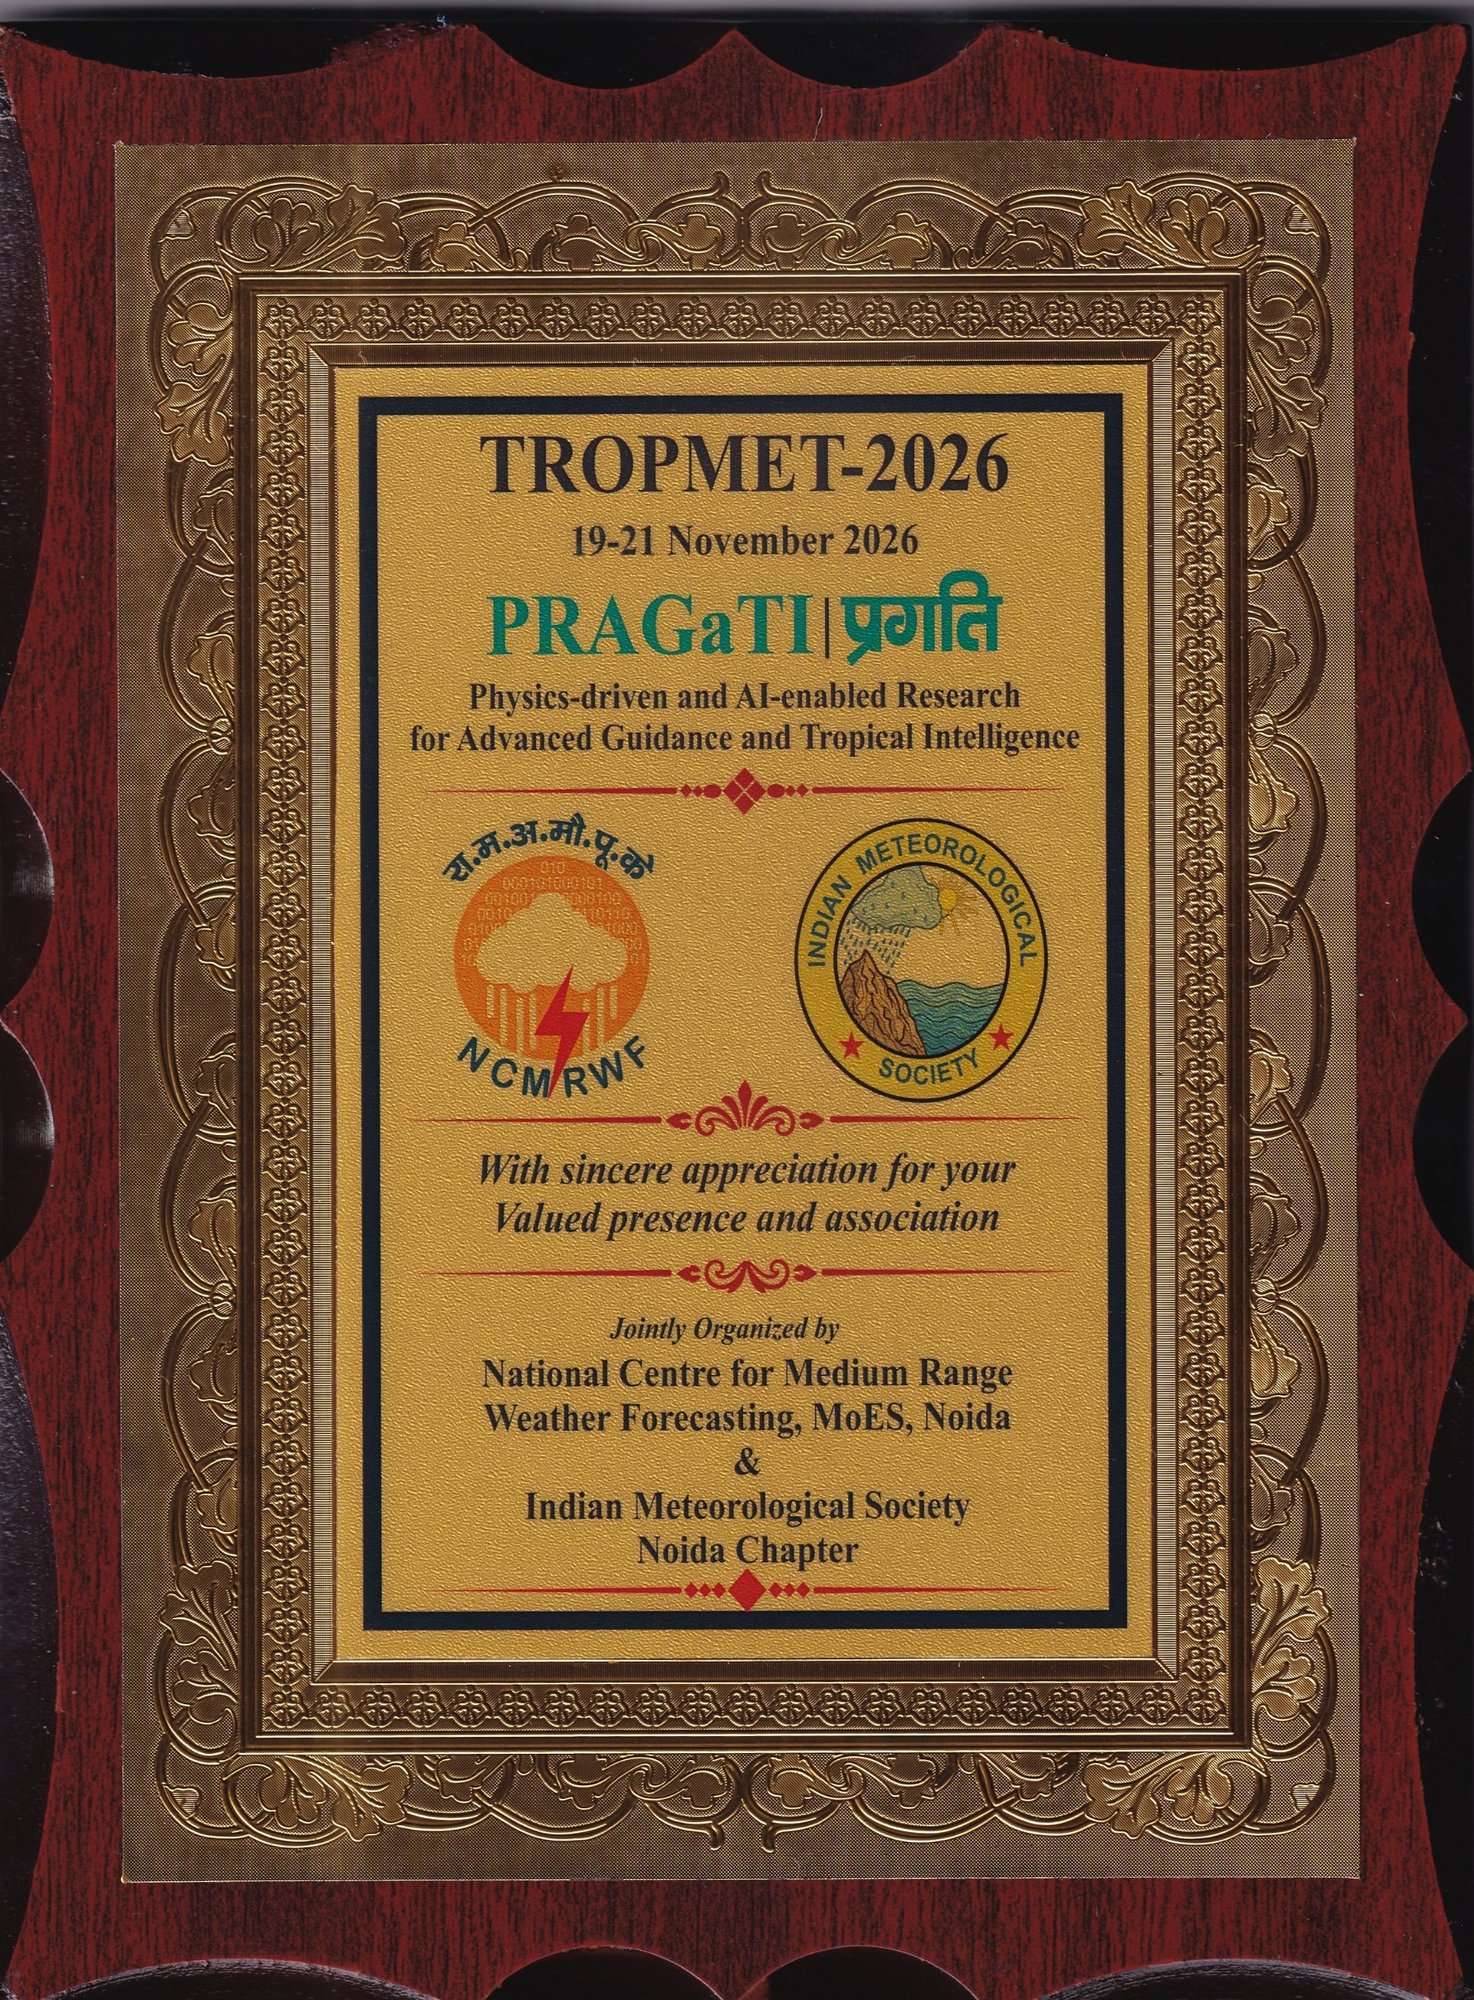 TROPMET-2026
19-21 November 2026
PRAGaTI | प्रगति
Physics-driven and AI-enabled Research
for Advanced Guidance and Tropical Intelligence
रा.म.अ.मौ.पू.के
010
000101000101
NCMRWF
INDIAN METEOROLOGICAL
SOCIETY
With sincere appreciation for your
Valued presence and association
Jointly Organized by
National Centre for Medium Range
Weather Forecasting, MoES, Noida
&
Indian Meteorological Society
Noida Chapter